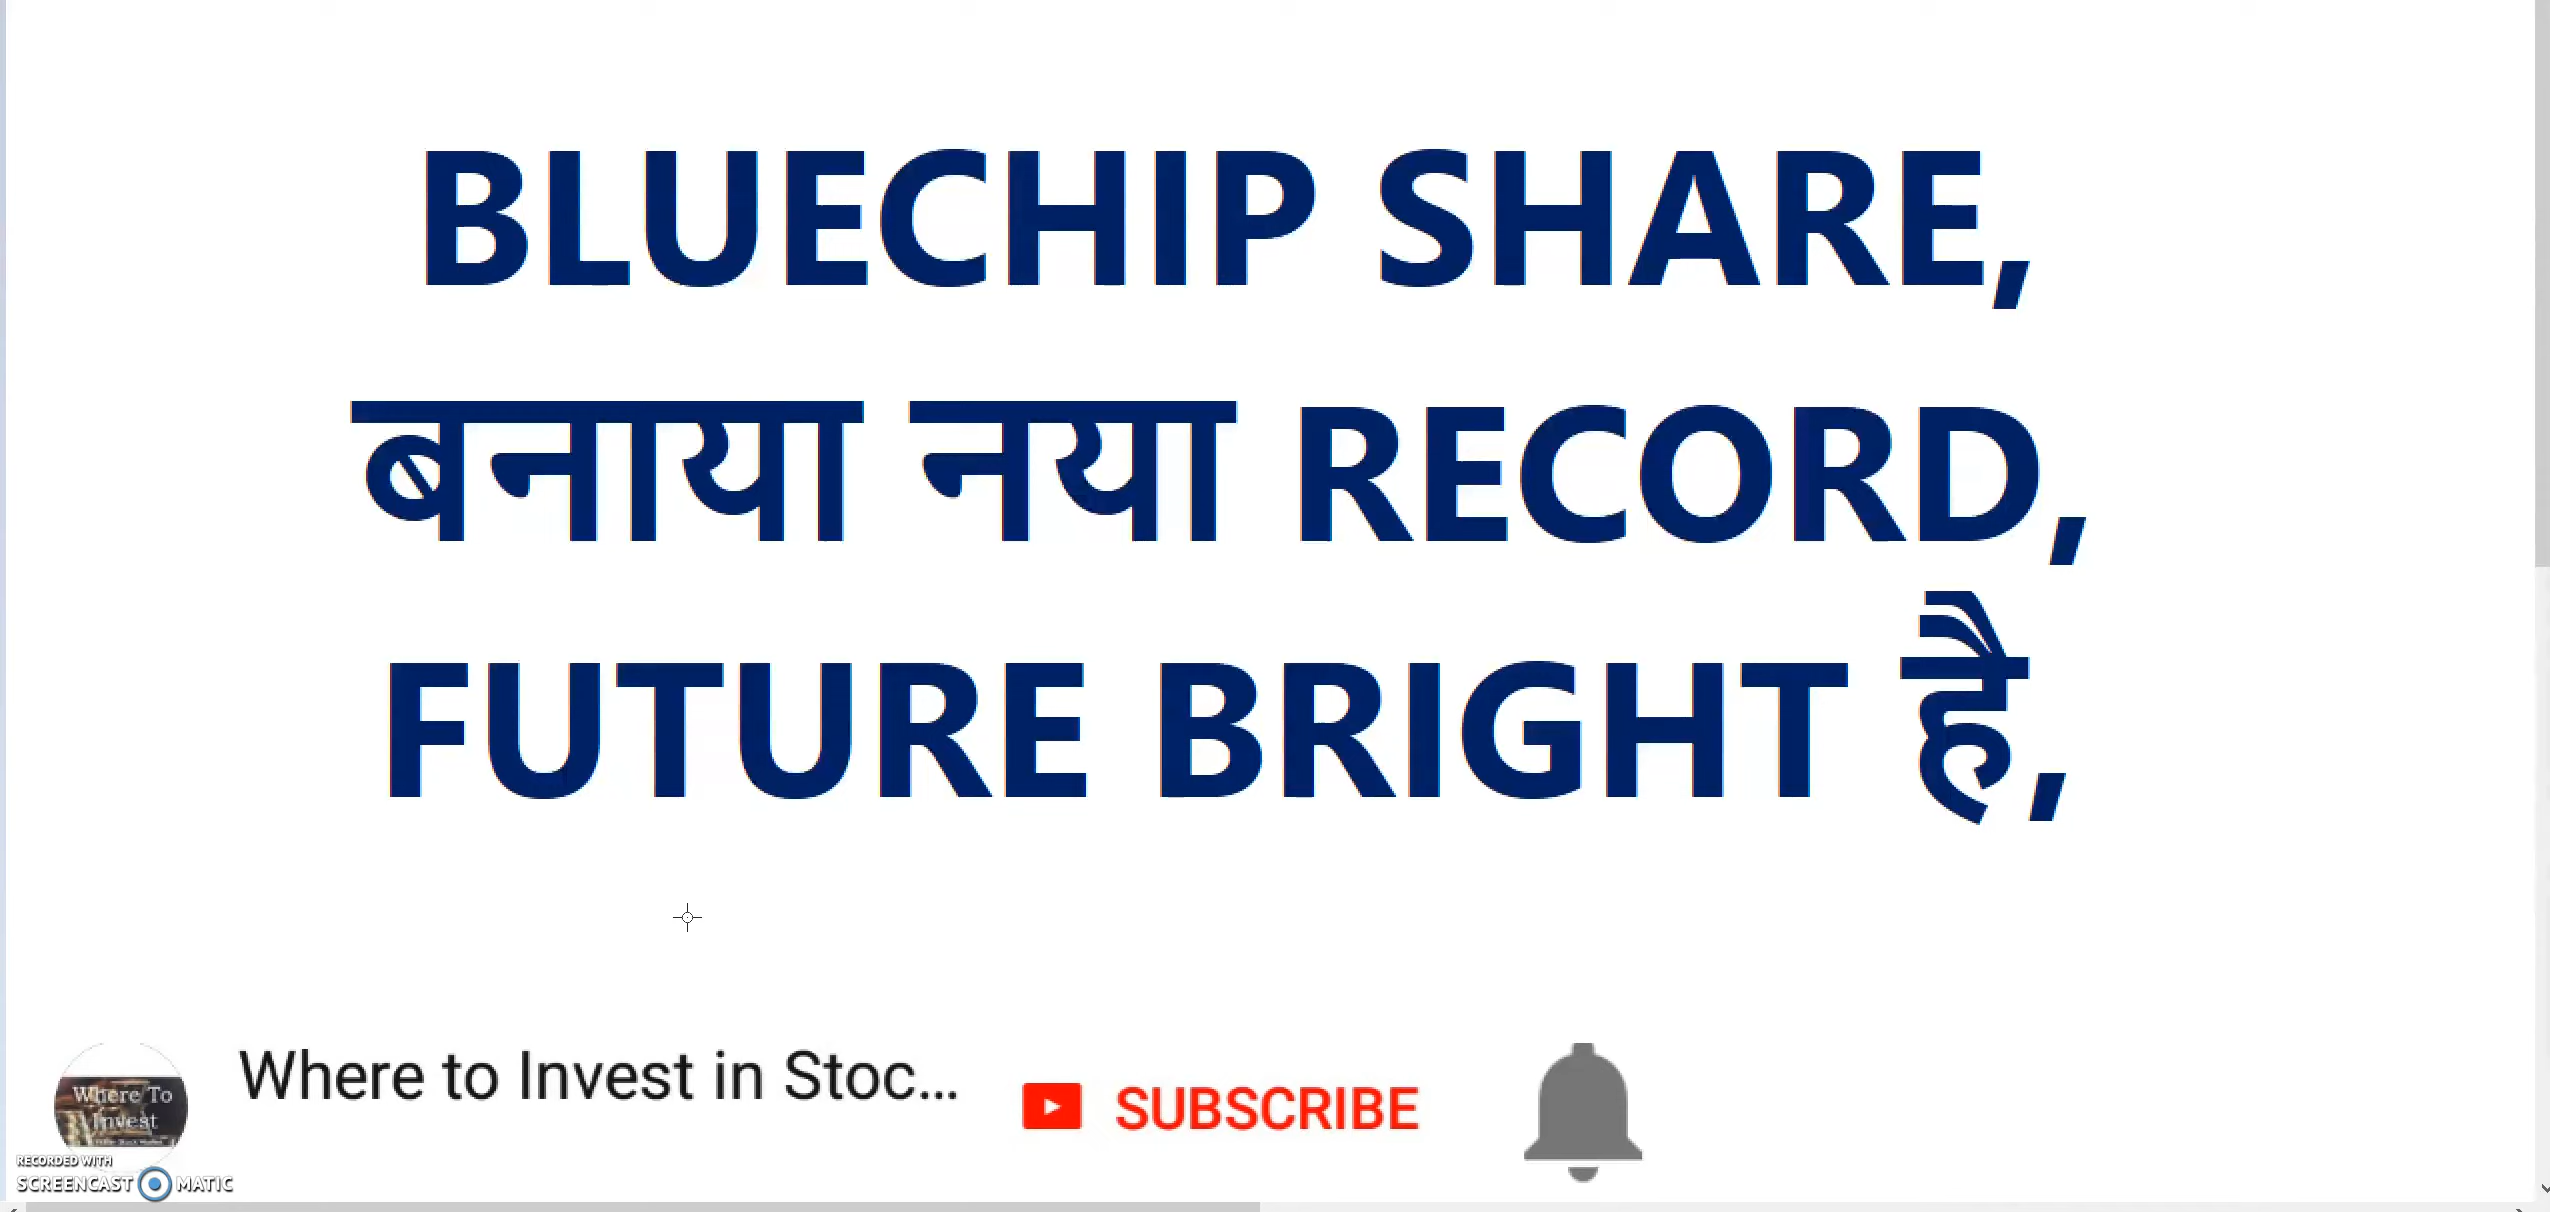 BLUECHIP SHARE,
बनाया नया RECORD,
FUTURE BRIGHT है,
Where to Invest in Stoc...
SUBSCRIBE
Where To
Invest
RECORDED WITH
SCREENCAST MATIC